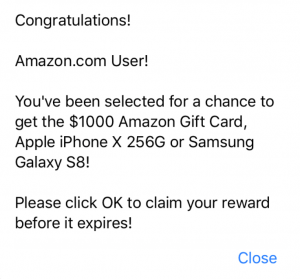 Congratulations!
Amazon.com User!
You've been selected for a chance to
get the $1000 Amazon Gift Card,
Apple iPhone X 256G or Samsung
Galaxy S8!
Please click OK to claim your reward
before it expires!
Close